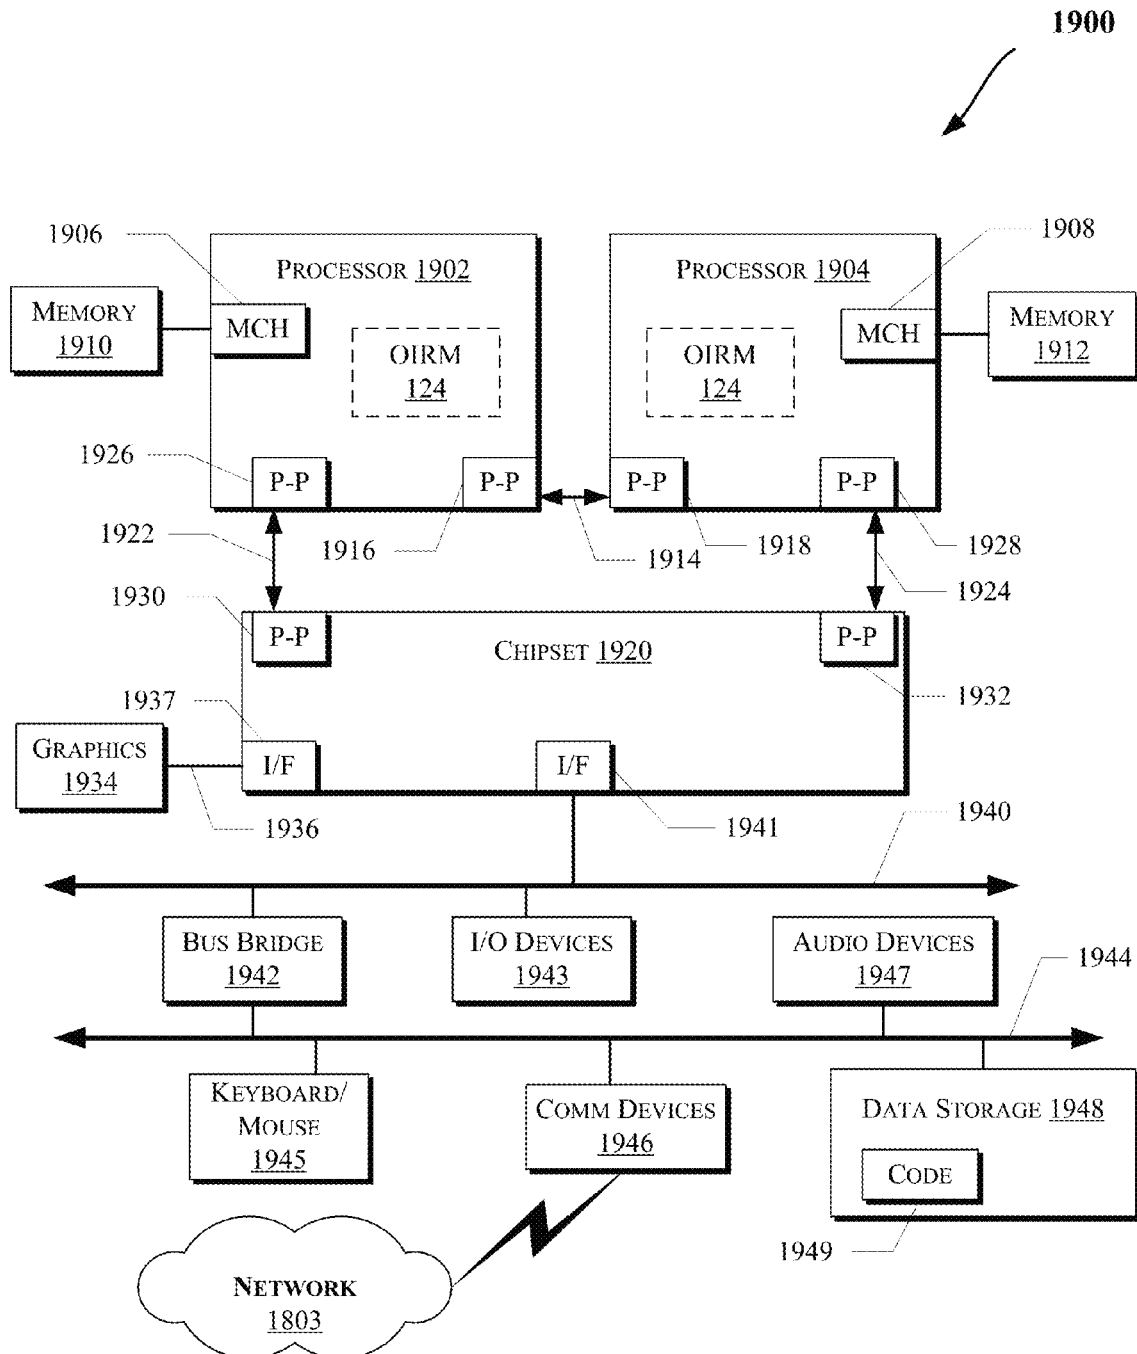 1900
1906
1908
PROCESSOR 1902
PROCESSOR 1904
MEMORY
1910
MCH
OIRM
124
OIRM
124
MCH
MEMORY
1912
1926
P-P
P-P
P-P
P-P
1922
1916
1914
1918
1928
1924
1930
P-P
CHIPSET 1920
P-P
1937
1932
GRAPHICS
1934
I/F
I/F
1936
1941
1940
BUS BRIDGE
1942
I/O DEVICES
1943
AUDIO DEVICES
1947
1944
KEYBOARD/
MOUSE
1945
COMM DEVICES
1946
DATA STORAGE 1948
CODE
1949
NETWORK
1803